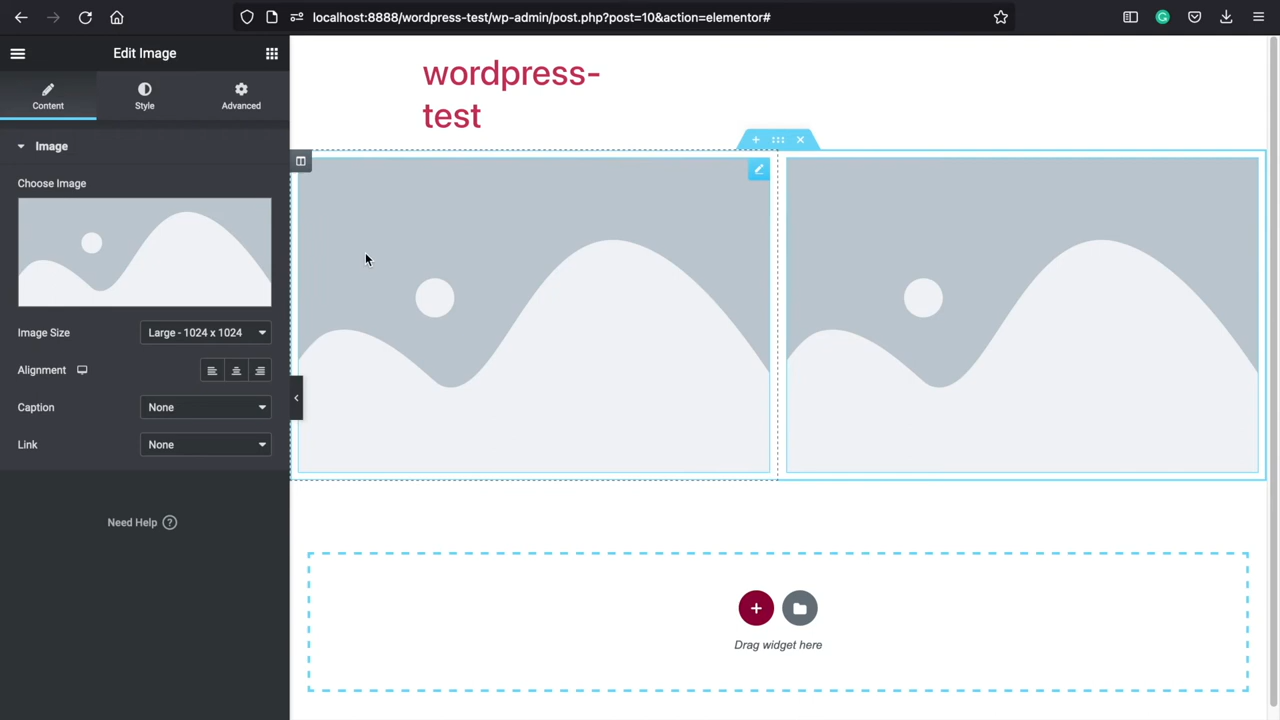 localhost:8888/wordpress-test/wp-admin/post.php?post=10&action=elementor#
Edit Image
Content
Style
Advanced
Image
Choose Image
Image Size
Large - 1024 x 1024
Alignment
Caption
None
Link
None
Need Help ?
wordpress-
test
Drag widget here